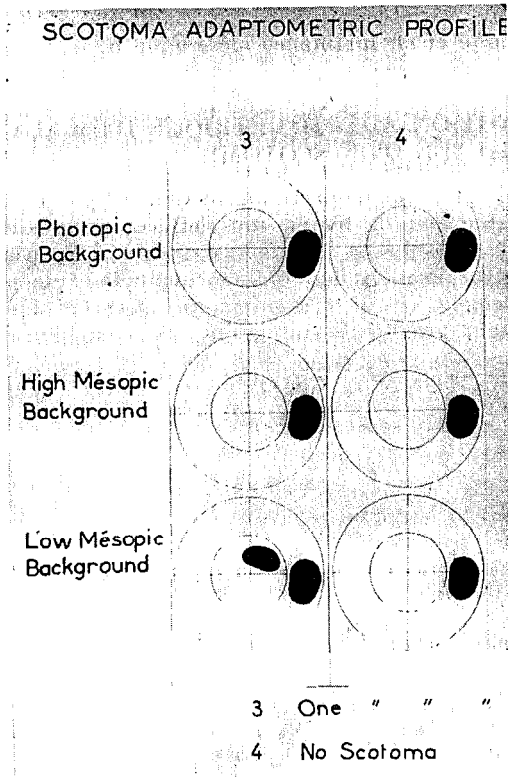 SCOTOMA ADAPTOMETRIC PROFILE
3 4
Photopic
Background
High Mésopic
Background
Low Mésopic
Background
3 One " " "
4 No Scotoma